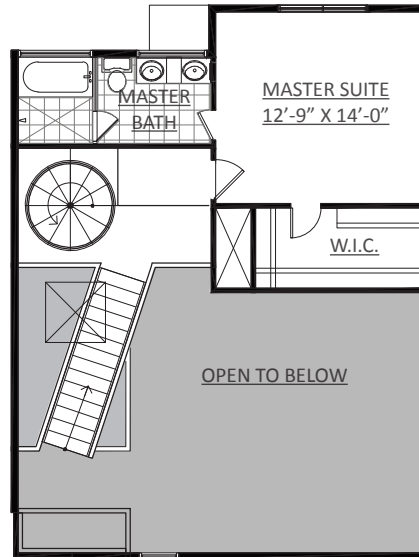 MASTER
BATH
MASTER SUITE
12’-9” X 14’-0”
W.I.C.
OPEN TO BELOW